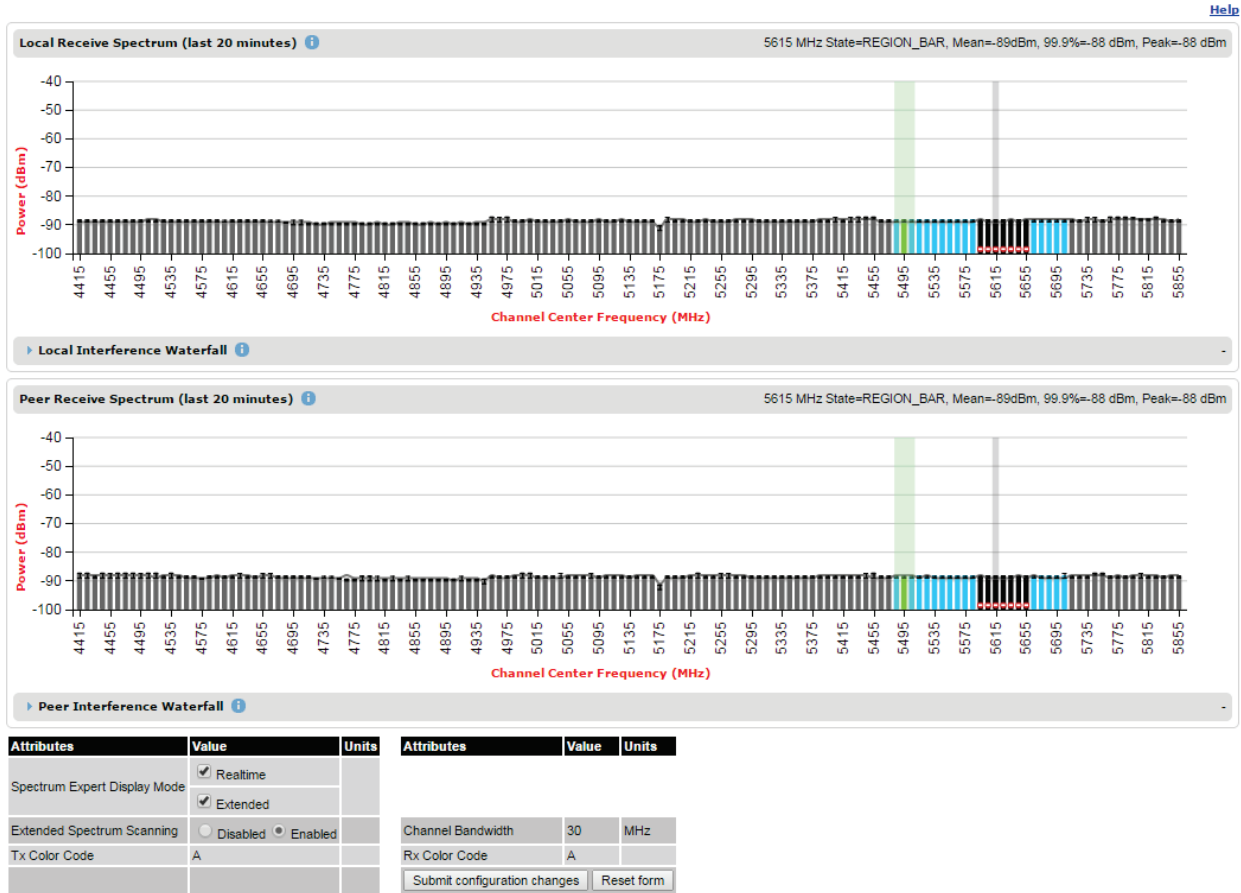 Help
Local Receive Spectrum (last 20 minutes) i 5615 MHz State=REGION_BAR, Mean=-89dBm, 99.9%=-88 dBm, Peak=-88 dBm
-40
-50
-60
-70
-80
-90
-100
Power (dBm)
4415 4455 4495 4535 4575 4615 4655 4695 4735 4775 4815 4855 4895 4935 4975 5015 5055 5095 5135 5175 5215 5255 5295 5335 5375 5415 5455 5495 5535 5575 5615 5655 5695 5735 5775 5815 5855
Channel Center Frequency (MHz)
Local Interference Waterfall i -
Peer Receive Spectrum (last 20 minutes) i 5615 MHz State=REGION_BAR, Mean=-89dBm, 99.9%=-88 dBm, Peak=-88 dBm
-40
-50
-60
-70
-80
-90
-100
Power (dBm)
4415 4455 4495 4535 4575 4615 4655 4695 4735 4775 4815 4855 4895 4935 4975 5015 5055 5095 5135 5175 5215 5255 5295 5335 5375 5415 5455 5495 5535 5575 5615 5655 5695 5735 5775 5815 5855
Channel Center Frequency (MHz)
Peer Interference Waterfall i -
Attributes Value Units Attributes Value Units
Spectrum Expert Display Mode Realtime
Extended
Extended Spectrum Scanning Disabled Enabled Channel Bandwidth 30 MHz
Tx Color Code A Rx Color Code A
Submit configuration changes Reset form